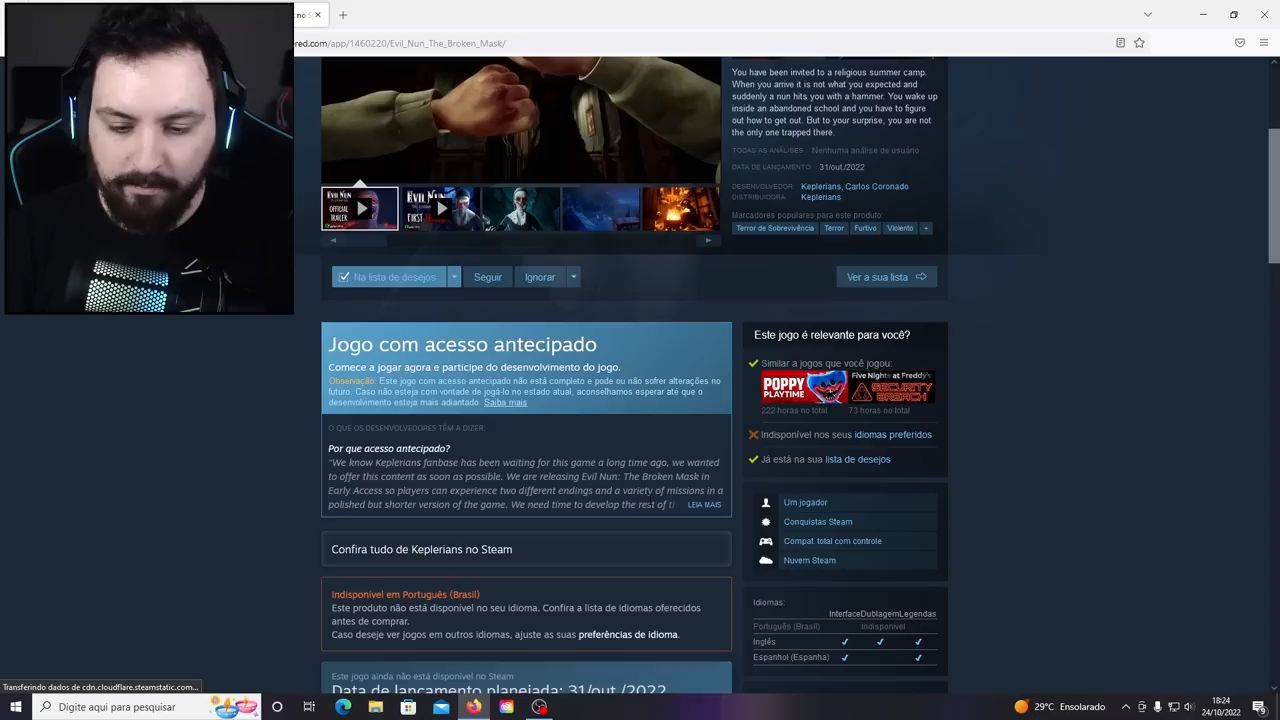 no S
red.com/app/1460220/Evil_Nun_The_Broken_Mask/
You have been invited to a religious summer camp.
When you arrive it is not what you expected and
suddenly a nun hits you with a hammer. You wake up
inside an abandoned school and you have to figure
out how to get out. But to your surprise, you are not
the only one trapped there.
TODAS AS ANÁLISES: Nenhuma análise de usuário
DATA DE LANÇAMENTO: 31/out./2022
DESENVOLVEDOR: Keplerians, Carlos Coronado
DISTRIBUIDORA: Keplerians
Marcadores populares para este produto:
Terror de Sobrevivência Terror Furtivo Violento +
EVIL NUN
OFFICIAL
TRAILER
EVIL NUN
Na lista de desejos Seguir Ignorar Ver a sua lista
Jogo com acesso antecipado
Comece a jogar agora e participe do desenvolvimento do jogo.
Observação: Este jogo com acesso antecipado não está completo e pode ou não sofrer alterações no
futuro. Caso não esteja com vontade de jogá-lo no estado atual, aconselhamos esperar até que o
desenvolvimento esteja mais adiantado. Saiba mais
O QUE OS DESENVOLVEDORES TÊM A DIZER:
Por que acesso antecipado?
"We know Keplerians fanbase has been waiting for this game a long time ago, we wanted
to offer this content as soon as possible. We are releasing Evil Nun: The Broken Mask in
Early Access so players can experience two different endings and a variety of missions in a
polished but shorter version of the game. We need time to develop the rest of t LEIA MAIS
Confira tudo de Keplerians no Steam
Indisponível em Português (Brasil)
Este produto não está disponível no seu idioma. Confira a lista de idiomas oferecidos
antes de comprar.
Caso deseje ver jogos em outros idiomas, ajuste as suas preferências de idioma.
Este jogo ainda não está disponível no Steam
Data de lançamento planejada: 31/out./2022
Este jogo é relevante para você?
Similar a jogos que você jogou:
POPPY
PLAYTIME
Five Nights at Freddy's
SECURITY
BREACH
222 horas no total 73 horas no total
Indisponível nos seus idiomas preferidos
Já está na sua lista de desejos
Um jogador
Conquistas Steam
Compat. total com controle
Nuvem Steam
Idiomas:
Interface Dublagem Legendas
Português (Brasil) Indisponível
Inglês ✔ ✔ ✔
Espanhol (Espanha) ✔ ✔
Transferindo dados de cdn.cloudflare.steamstatic.com...
Digite aqui para pesquisar
29°C Ensolarado
18:24
24/10/2022
9